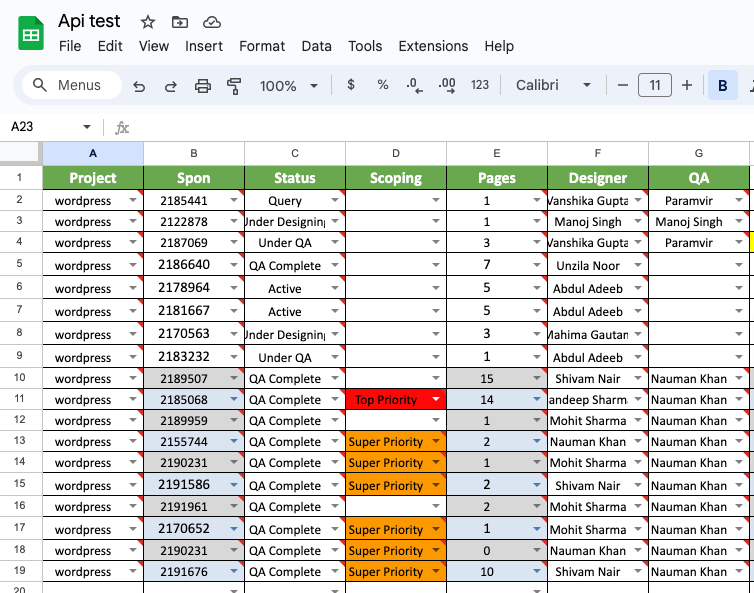 Api test
File Edit View Insert Format Data Tools Extensions Help
Menus 100% $ % .0 .00 123 Calibri 11 B
A23 fx
A B C D E F G
1 Project Spon Status Scoping Pages Designer QA
2 wordpress 2185441 Query 1 Vanshika Gupta Paramvir
3 wordpress 2122878 Under Designing 1 Manoj Singh Manoj Singh
4 wordpress 2187069 Under QA 3 Vanshika Gupta Paramvir
5 wordpress 2186640 QA Complete 7 Unzila Noor
6 wordpress 2178964 Active 5 Abdul Adeeb
7 wordpress 2181667 Active 5 Abdul Adeeb
8 wordpress 2170563 Under Designing 3 Mahima Gautam
9 wordpress 2183232 Under QA 1 Abdul Adeeb
10 wordpress 2189507 QA Complete 15 Shivam Nair Nauman Khan
11 wordpress 2185068 QA Complete Top Priority 14 andeep Sharm Nauman Khan
12 wordpress 2189959 QA Complete 1 Mohit Sharma Nauman Khan
13 wordpress 2155744 QA Complete Super Priority 2 Nauman Khan Nauman Khan
14 wordpress 2190231 QA Complete Super Priority 1 Mohit Sharma Nauman Khan
15 wordpress 2191586 QA Complete Super Priority 2 Shivam Nair Nauman Khan
16 wordpress 2191961 QA Complete 2 Mohit Sharma Nauman Khan
17 wordpress 2170652 QA Complete Super Priority 1 Mohit Sharma Nauman Khan
18 wordpress 2190231 QA Complete Super Priority 0 Nauman Khan Nauman Khan
19 wordpress 2191676 QA Complete Super Priority 10 Shivam Nair Nauman Khan
20